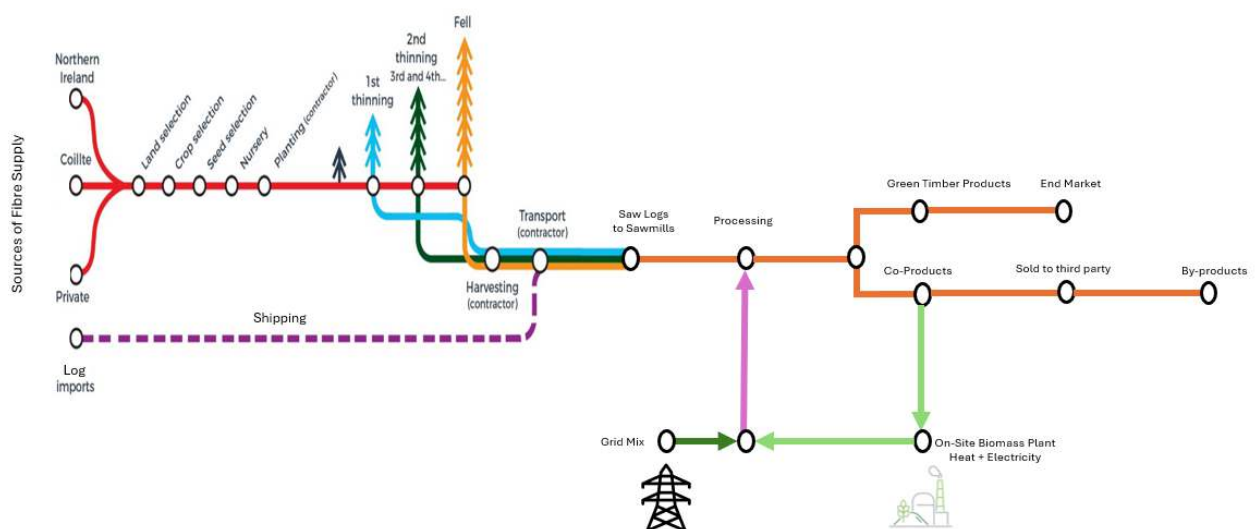 Sources of Fibre Supply
Northern
Ireland
Coillte
Private
Log
imports
Land selection
Crop selection
Seed selection
Nursery
Planting (contractor)
1st
thinning
2nd
thinning
3rd and 4th...
Fell
Shipping
Harvesting
(contractor)
Transport
(contractor)
Saw Logs
to Sawmills
Processing
Green Timber Products
End Market
Co-Products
Sold to third party
By-products
Grid Mix
On-Site Biomass Plant
Heat + Electricity